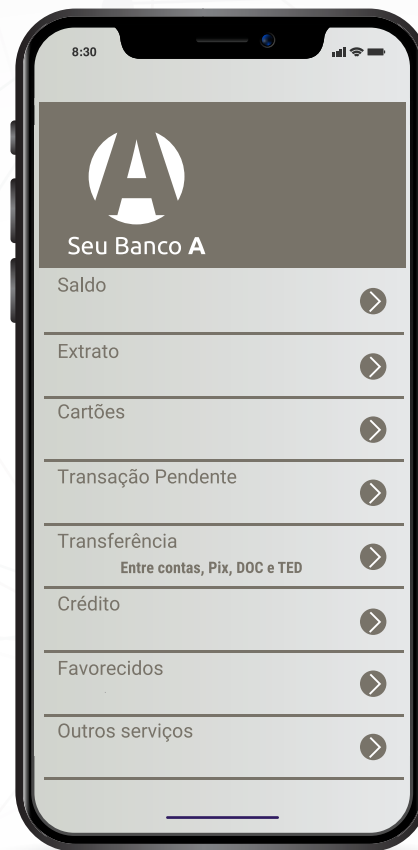 8:30
A
Seu Banco A
Saldo
Extrato
Cartões
Transação Pendente
Transferência
Entre contas, Pix, DOC e TED
Crédito
Favorecidos
Outros serviços